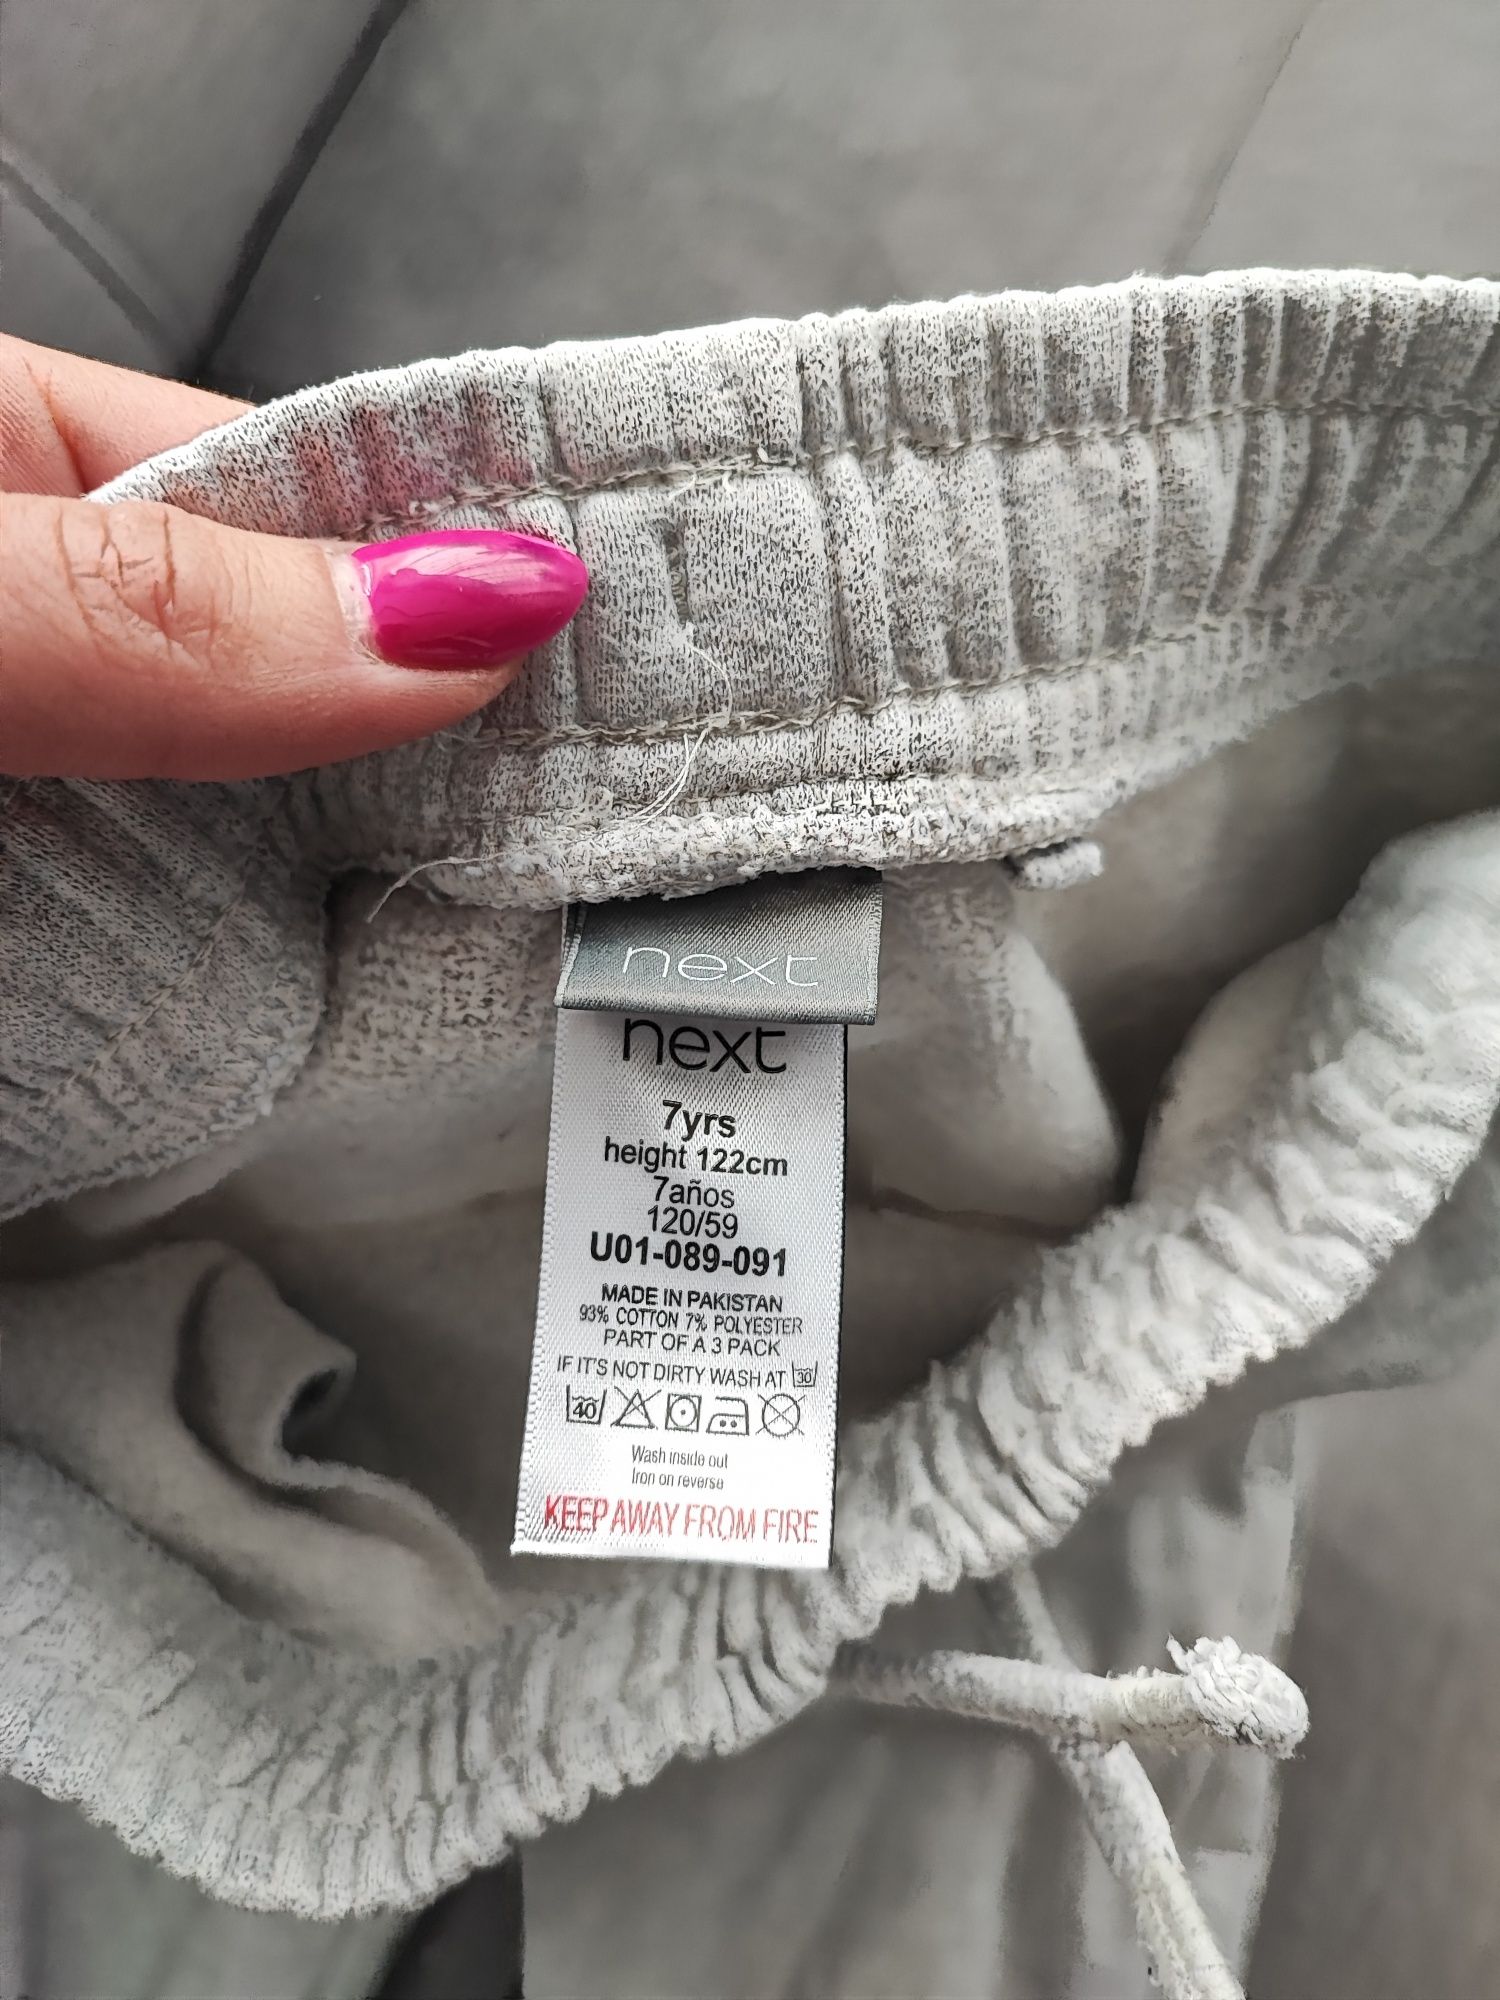 next
next
7yrs
height 122cm
7años
120/59
U01-089-091
MADE IN PAKISTAN
93% COTTON 7% POLYESTER
PART OF A 3 PACK
IF IT'S NOT DIRTY WASH AT 30
40
Wash inside out
Iron on reverse
KEEP AWAY FROM FIRE